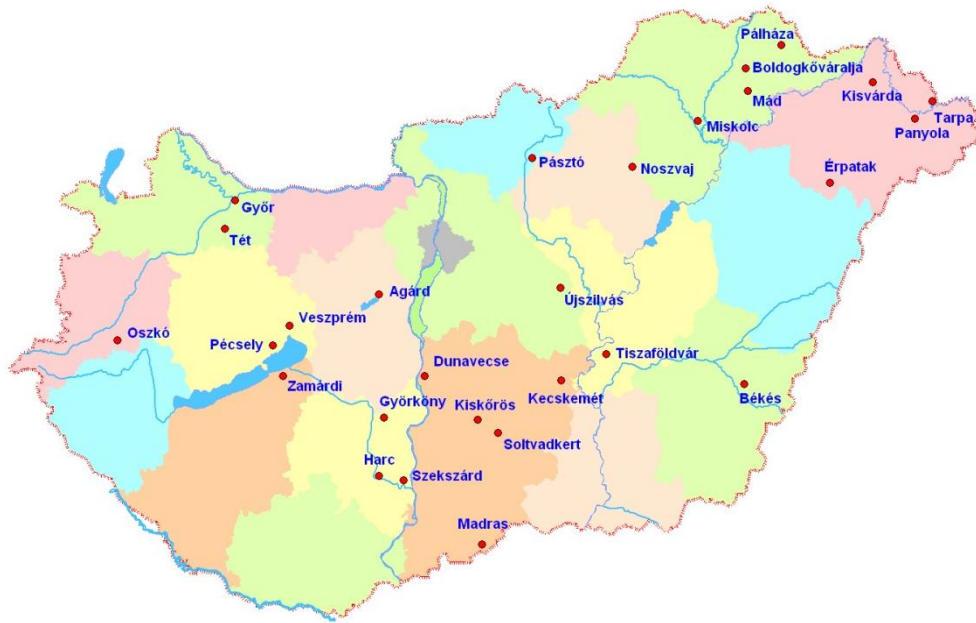 Pálháza
Boldogkőváralja
Kisvárda
Mád
Tarpa
Miskolc
Panyola
Pásztó
Noszvaj
Érpatak
Győr
Tét
Agárd
Újszilvás
Veszprém
Oszkó
Pécsely
Tiszaföldvár
Dunavecse
Zamárdi
Kecskemét
Békés
Györköny
Kiskőrös
Soltvadkert
Harc
Szekszárd
Madras